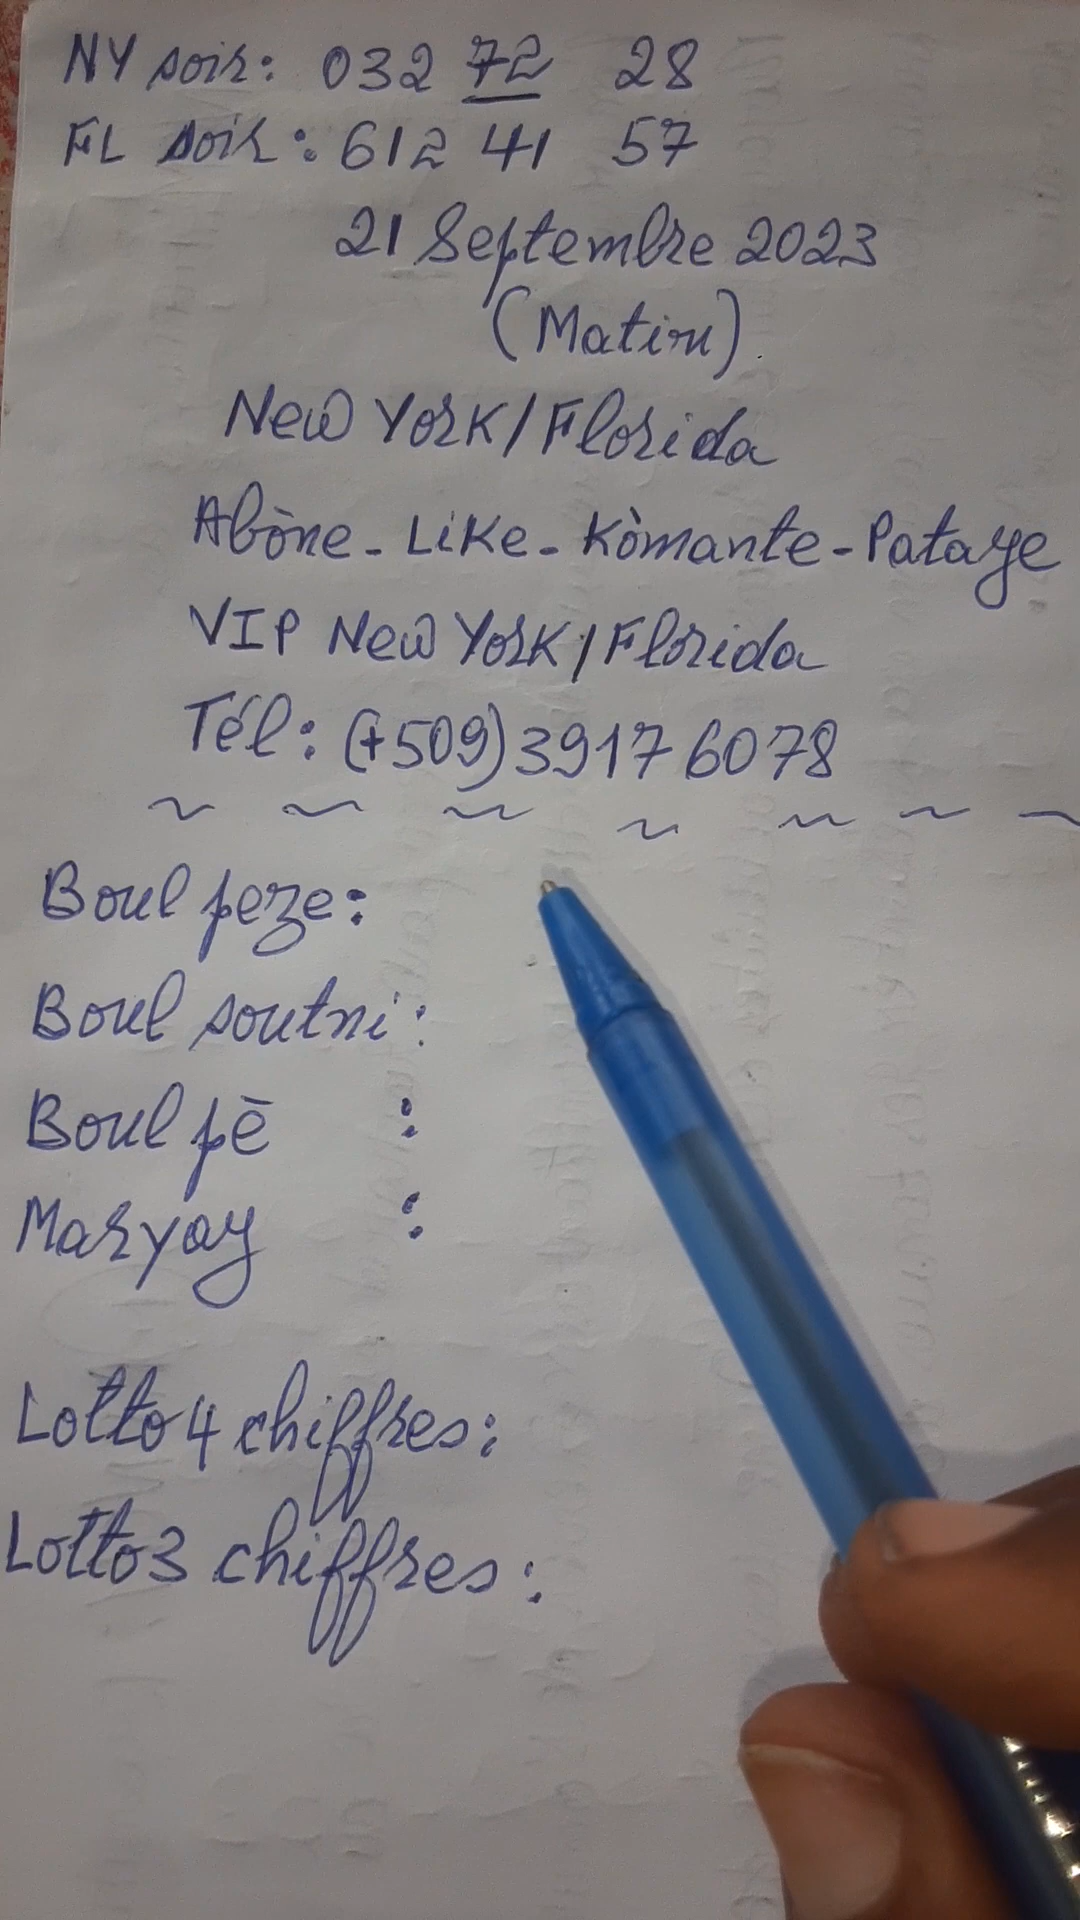 NY soir: 032 72 28
FL soir: 612 41 57
21 Septembre 2023
(Matin)
New York/Florida
Abòne - Like - Kòmante - Pataje
VIP New York/Florida
Tél: (+509) 3917 6078
~ ~ ~ ~ ~ ~ ~
Boul peze:
Boul soutni:
Boul pè :
Maryaj :
Lotto 4 chiffres:
Lotto 3 chiffres: